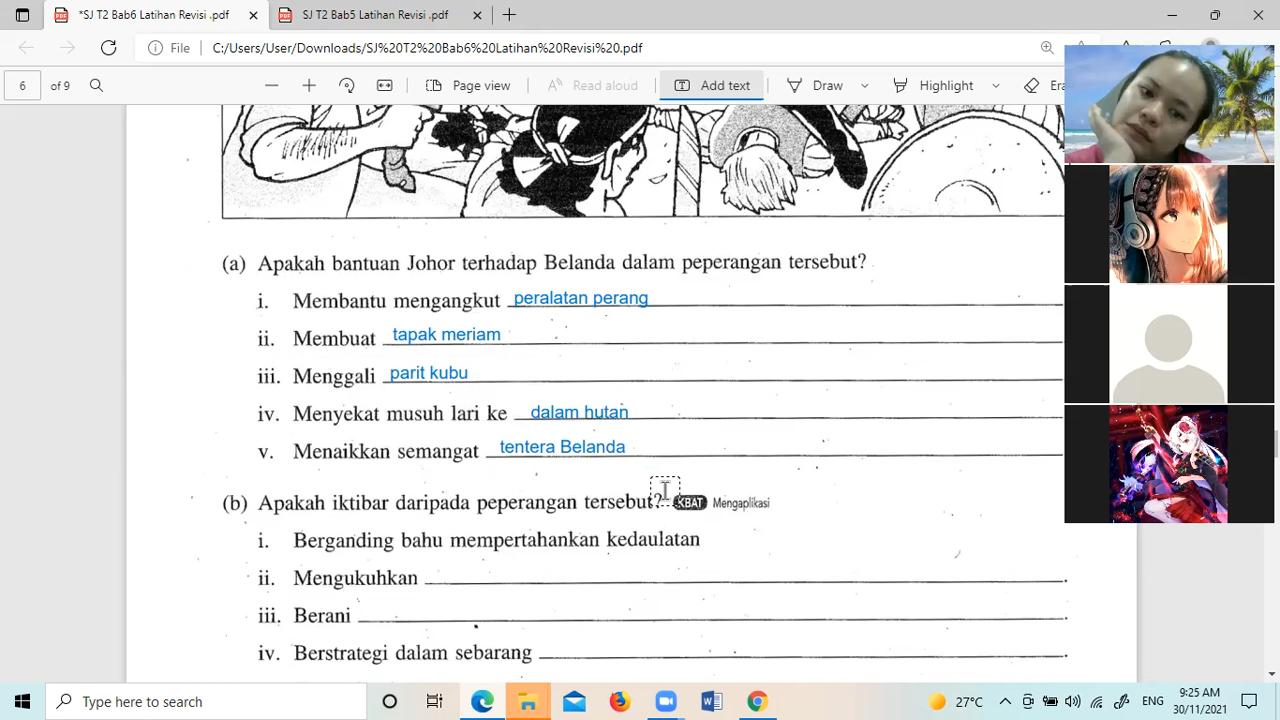 *SJ T2 Bab6 Latihan Revisi.pdf
SJ T2 Bab6 Latihan Revisi.pdf
File
C:/Users/User/Downloads/SJ%20T2%20Bab6%20Latihan%20Revisi%20.pdf
6 of 9
Page view
Read aloud
Add text
Draw
Highlight
(a) Apakah bantuan Johor terhadap Belanda dalam peperangan tersebut?
i. Membantu mengangkut peralatan perang
ii. Membuat tapak meriam
iii. Menggali parit kubu
iv. Menyekat musuh lari ke dalam hutan
v. Menaikkan semangat tentera Belanda
(b) Apakah iktibar daripada peperangan tersebut? KBAT Mengaplikasi
i. Berganding bahu mempertahankan kedaulatan
ii. Mengukuhkan
iii. Berani
iv. Berstrategi dalam sebarang
Type here to search
27°C
ENG
9:25 AM
30/11/2021